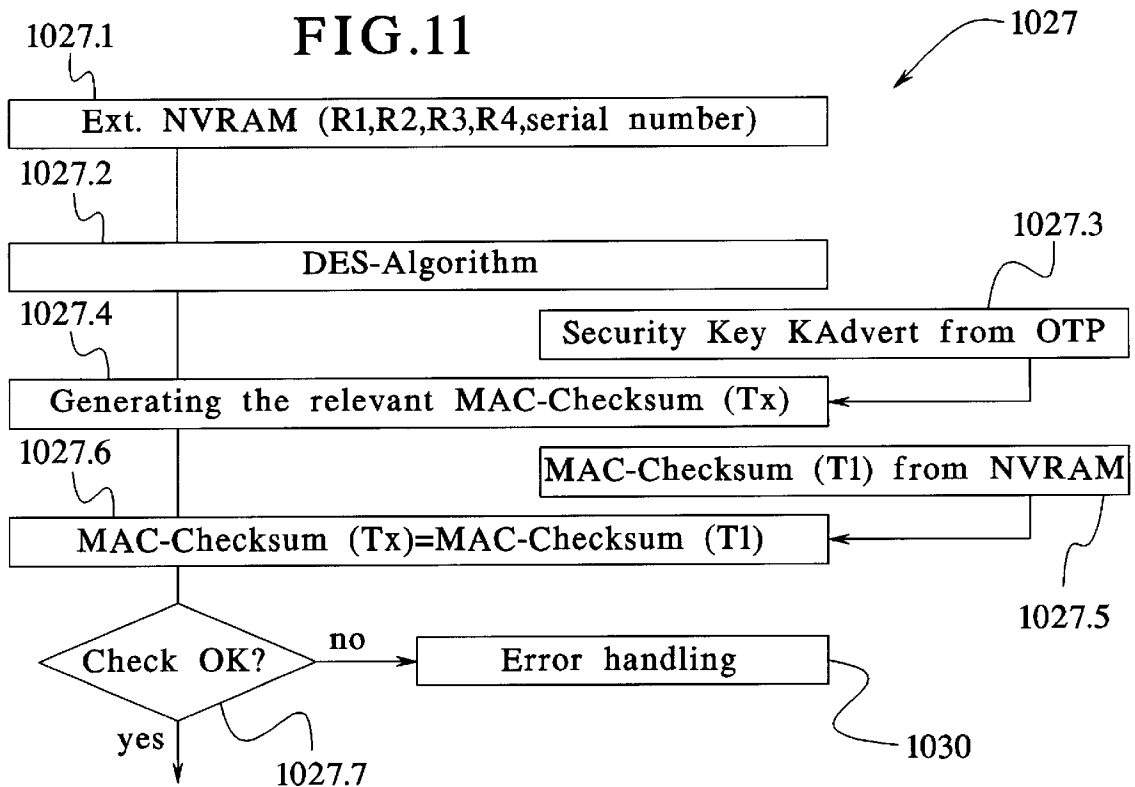 FIG.11
1027
1027.1
Ext. NVRAM (R1,R2,R3,R4,serial number)
1027.2
DES-Algorithm
1027.3
Security Key KAdvert from OTP
1027.4
Generating the relevant MAC-Checksum (Tx)
1027.6
MAC-Checksum (T1) from NVRAM
MAC-Checksum (Tx)=MAC-Checksum (T1)
1027.5
Check OK?
no
Error handling
yes
1027.7
1030